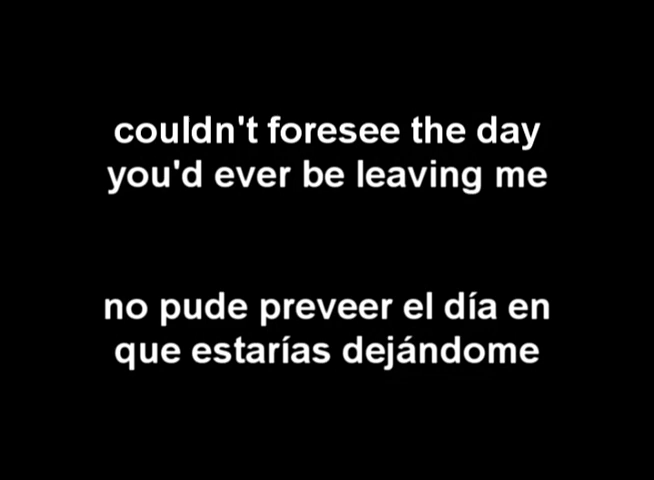 couldn't foresee the day
you'd ever be leaving me
no pude preveer el día en
que estarías dejándome